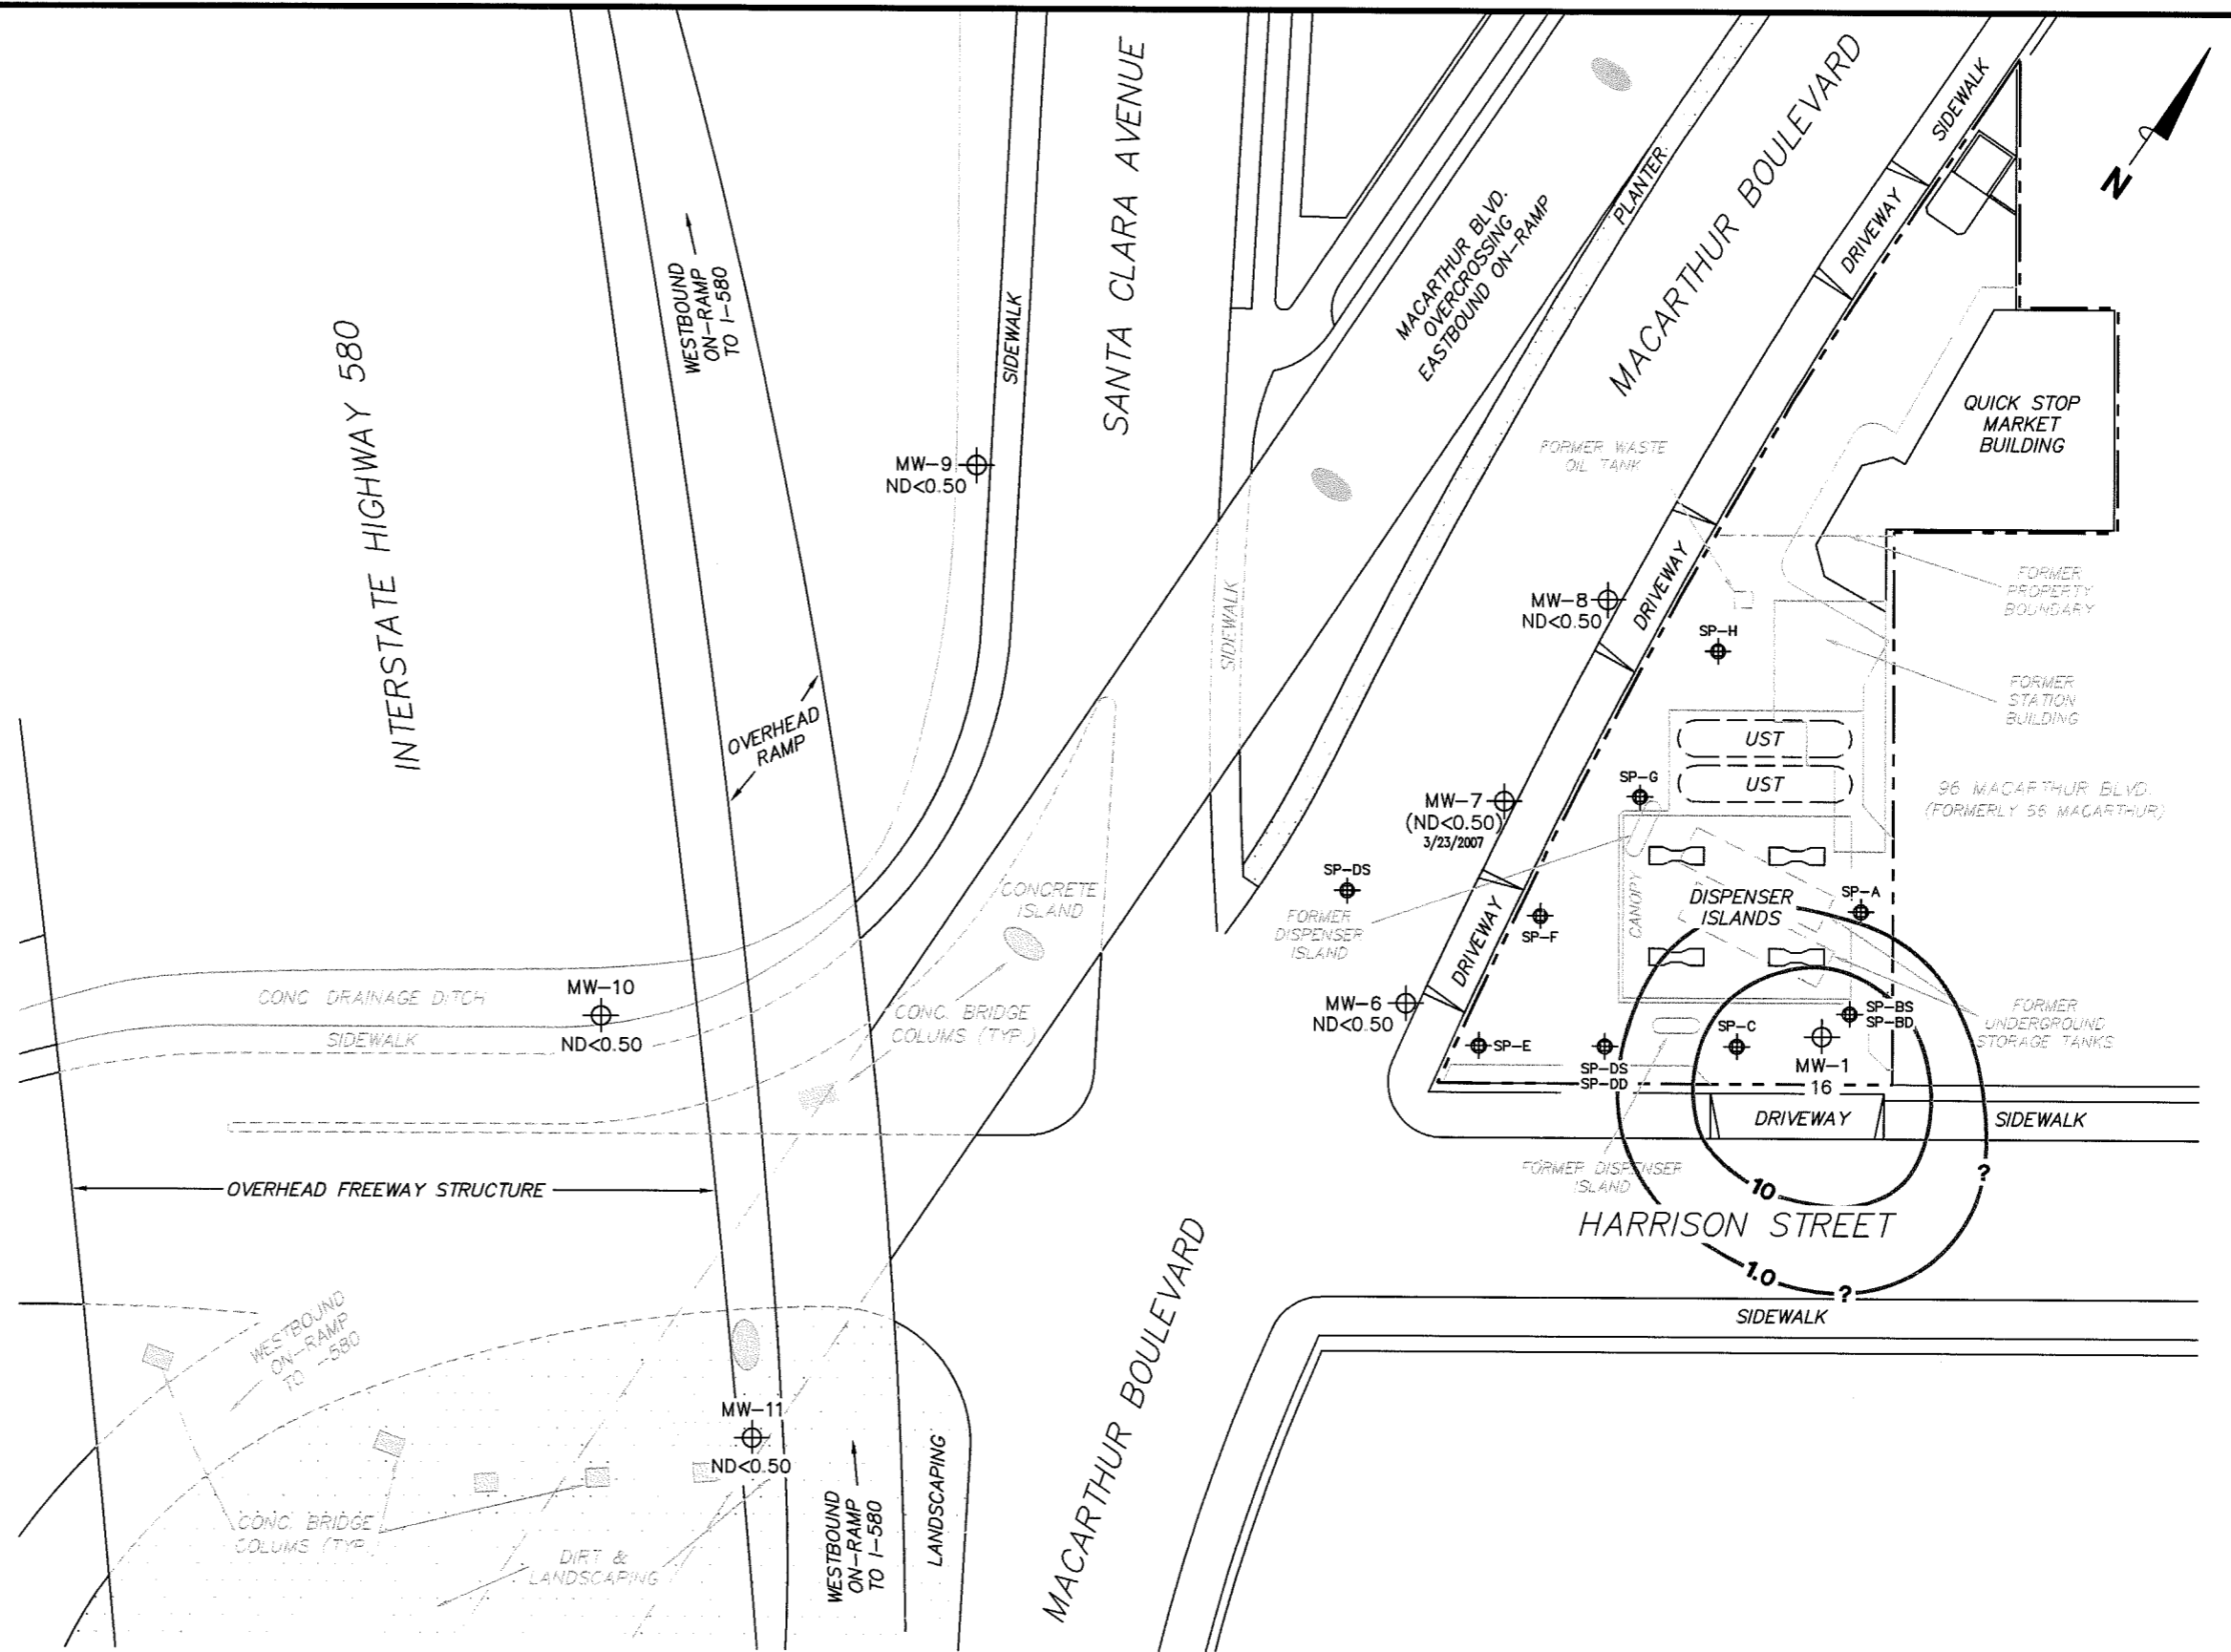 INTERSTATE HIGHWAY 580
WESTBOUND
ON-RAMP
TO I-580
SIDEWALK
SANTA CLARA AVENUE
MACARTHUR BLVD.
OVERCROSSING
EASTBOUND ON-RAMP
PLANTER
MACARTHUR BOULEVARD
SIDEWALK
DRIVEWAY
N
QUICK STOP
MARKET
BUILDING
MW-9
ND<0.50
FORMER WASTE
OIL TANK
SIDEWALK
MW-8
ND<0.50
DRIVEWAY
SP-H
FORMER
PROPERTY
BOUNDARY
FORMER
STATION
BUILDING
OVERHEAD
RAMP
UST
UST
SP-G
MW-7
(ND<0.50)
3/23/2007
96 MACARTHUR BLVD.
(FORMERLY 56 MACARTHUR)
SP-DS
FORMER
DISPENSER
ISLAND
SP-F
DRIVEWAY
CANOPY
DISPENSER
ISLANDS
SP-A
CONCRETE
ISLAND
CONC. BRIDGE
COLUMS (TYP.)
CONC DRAINAGE DITCH
SIDEWALK
MW-10
ND<0.50
MW-6
ND<0.50
SP-E
SP-DS
SP-DD
SP-C
SP-BS
SP-BD
MW-1
16
FORMER
UNDERGROUND
STORAGE TANKS
DRIVEWAY
SIDEWALK
FORMER DISPENSER
ISLAND
10
?
HARRISON STREET
1.0
?
SIDEWALK
OVERHEAD FREEWAY STRUCTURE
WESTBOUND
ON-RAMP
TO -580
MW-11
ND<0.50
CONC. BRIDGE
COLUMS (TYP.)
DIRT &
LANDSCAPING
WESTBOUND
ON-RAMP
TO I-580
LANDSCAPING
MACARTHUR BOULEVARD